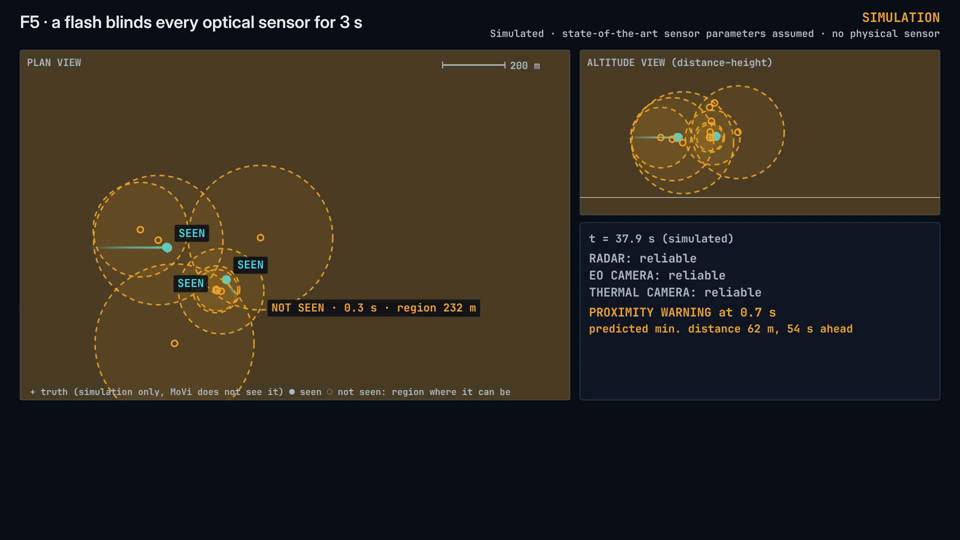 F5 · a flash blinds every optical sensor for 3 s
SIMULATION
Simulated · state-of-the-art sensor parameters assumed · no physical sensor
PLAN VIEW
200 m
SEEN
SEEN
SEEN
NOT SEEN · 0.3 s · region 232 m
+ truth (simulation only, MoVi does not see it) ● seen ○ not seen: region where it can be
ALTITUDE VIEW (distance-height)
t = 37.9 s (simulated)
RADAR: reliable
EO CAMERA: reliable
THERMAL CAMERA: reliable
PROXIMITY WARNING at 0.7 s
predicted min. distance 62 m, 54 s ahead